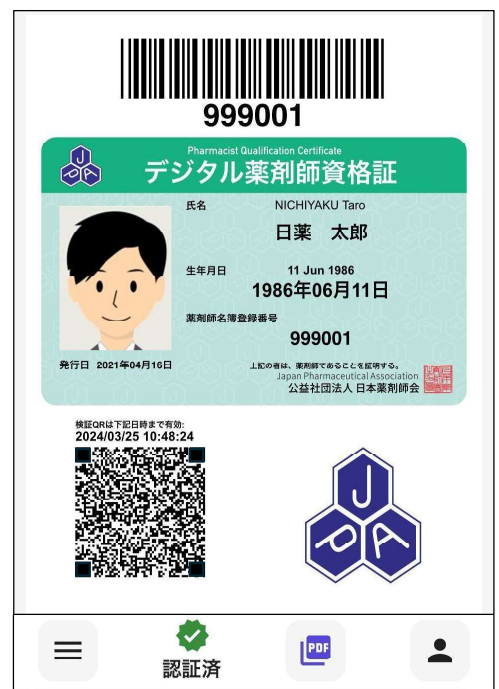 999001
JPA
Pharmacist Qualification Certificate
デジタル薬剤師資格証
氏名
NICHIYAKU Taro
日薬 太郎
生年月日
11 Jun 1986
1986年06月11日
薬剤師名簿登録番号
999001
発行日 2021年04月16日
上記の者は、薬剤師であることを証明する。
Japan Pharmaceutical Association
公益社団法人 日本薬剤師会
検証QRは下記日時まで有効:
2024/03/25 10:48:24
JPA
認証済
PDF